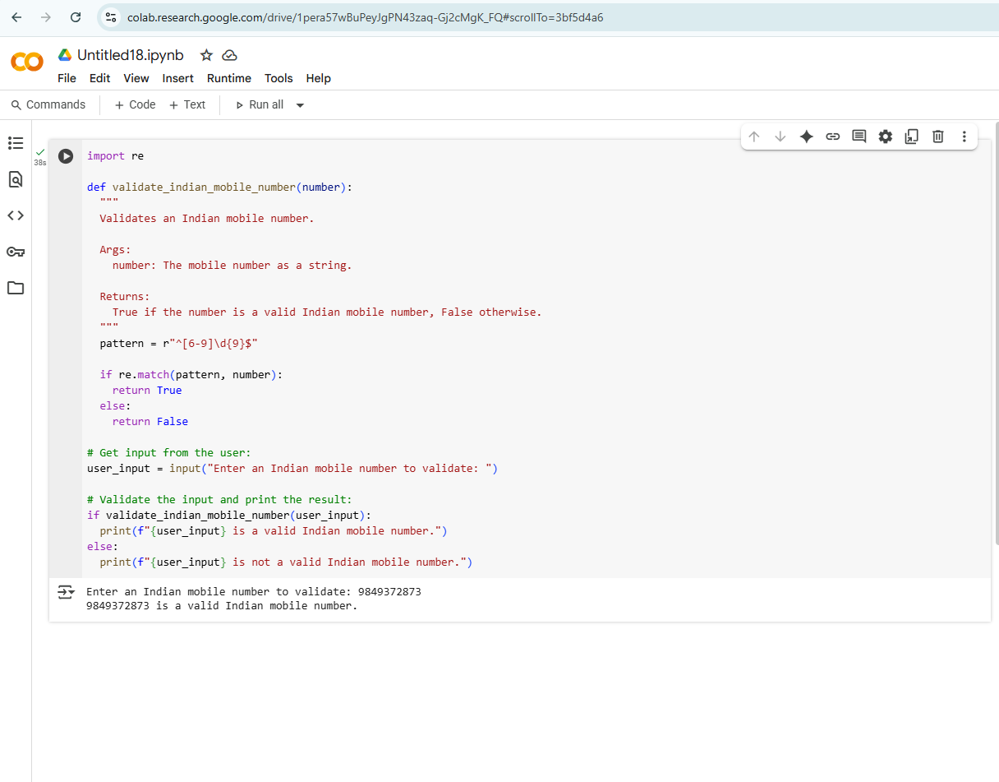 colab.research.google.com/drive/1pera57wBuPeyJgPN43zaq-Gj2cMgK_FQ#scrollTo=3bf5d4a6
CO
Untitled18.ipynb
File Edit View Insert Runtime Tools Help
Commands + Code + Text Run all
38s
import re

def validate_indian_mobile_number(number):
  """
  Validates an Indian mobile number.

  Args:
    number: The mobile number as a string.

  Returns:
    True if the number is a valid Indian mobile number, False otherwise.
  """
  pattern = r"^[6-9]\d{9}$"

  if re.match(pattern, number):
    return True
  else:
    return False

# Get input from the user:
user_input = input("Enter an Indian mobile number to validate: ")

# Validate the input and print the result:
if validate_indian_mobile_number(user_input):
  print(f"{user_input} is a valid Indian mobile number.")
else:
  print(f"{user_input} is not a valid Indian mobile number.")
Enter an Indian mobile number to validate: 9849372873
9849372873 is a valid Indian mobile number.